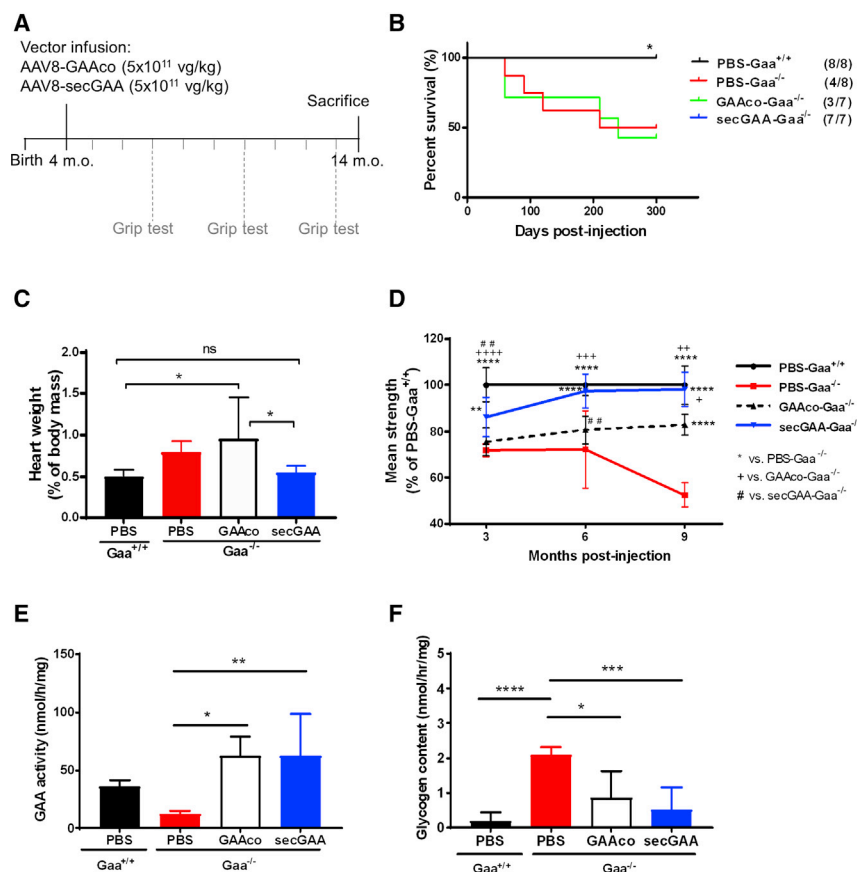 A
Vector infusion:
AAV8-GAAco (5x10¹¹ vg/kg)
AAV8-secGAA (5x10¹¹ vg/kg)
Sacrifice
Birth 4 m.o.
14 m.o.
Grip test
Grip test
Grip test
B
Percent survival (%)
100
50
0
0
100
200
300
Days post-injection
*
PBS-Gaa⁺/⁺ (8/8)
PBS-Gaa⁻/⁻ (4/8)
GAAco-Gaa⁻/⁻ (3/7)
secGAA-Gaa⁻/⁻ (7/7)
C
Heart weight
(% of body mass)
2.0
1.5
1.0
0.5
0.0
ns
*
*
PBS
PBS
GAAco
secGAA
Gaa⁺/⁺
Gaa⁻/⁻
D
Mean strength
(% of PBS-Gaa⁺/⁺)
120
100
80
60
40
# #
++++
****
**
+++
****
****
# #
++
****
****
+
****
3
6
9
Months post-injection
PBS-Gaa⁺/⁺
PBS-Gaa⁻/⁻
GAAco-Gaa⁻/⁻
secGAA-Gaa⁻/
* vs. PBS-Gaa⁻/⁻
+ vs. GAAco-Gaa⁻/⁻
# vs. secGAA-Gaa⁻/⁻
E
GAA activity (nmol/h/mg)
150
100
50
0
**
*
PBS
PBS
GAAco
secGAA
Gaa⁺/⁺
Gaa⁻/⁻
F
Glycogen content (nmol/hr/mg)
5
4
3
2
1
0
****
***
*
PBS
PBS
GAAco
secGAA
Gaa⁺/⁺
Gaa⁻/⁻